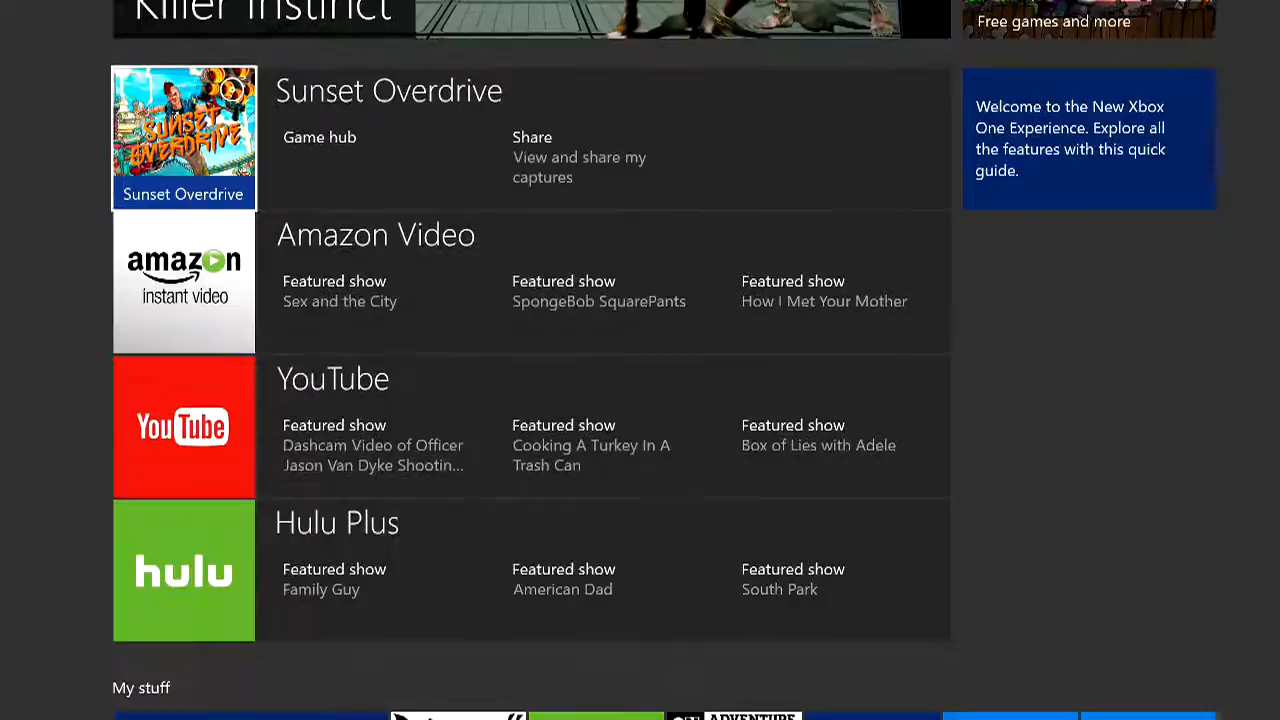 Killer Instinct
Free games and more
SUNSET
OVERDRIVE
Sunset Overdrive
Sunset Overdrive
Game hub
Share
View and share my
captures
Welcome to the New Xbox
One Experience. Explore all
the features with this quick
guide.
amazon
instant video
Amazon Video
Featured show
Sex and the City
Featured show
SpongeBob SquarePants
Featured show
How I Met Your Mother
YouTube
YouTube
Featured show
Dashcam Video of Officer
Jason Van Dyke Shootin...
Featured show
Cooking A Turkey In A
Trash Can
Featured show
Box of Lies with Adele
hulu
Hulu Plus
Featured show
Family Guy
Featured show
American Dad
Featured show
South Park
My stuff
ADVENTURE